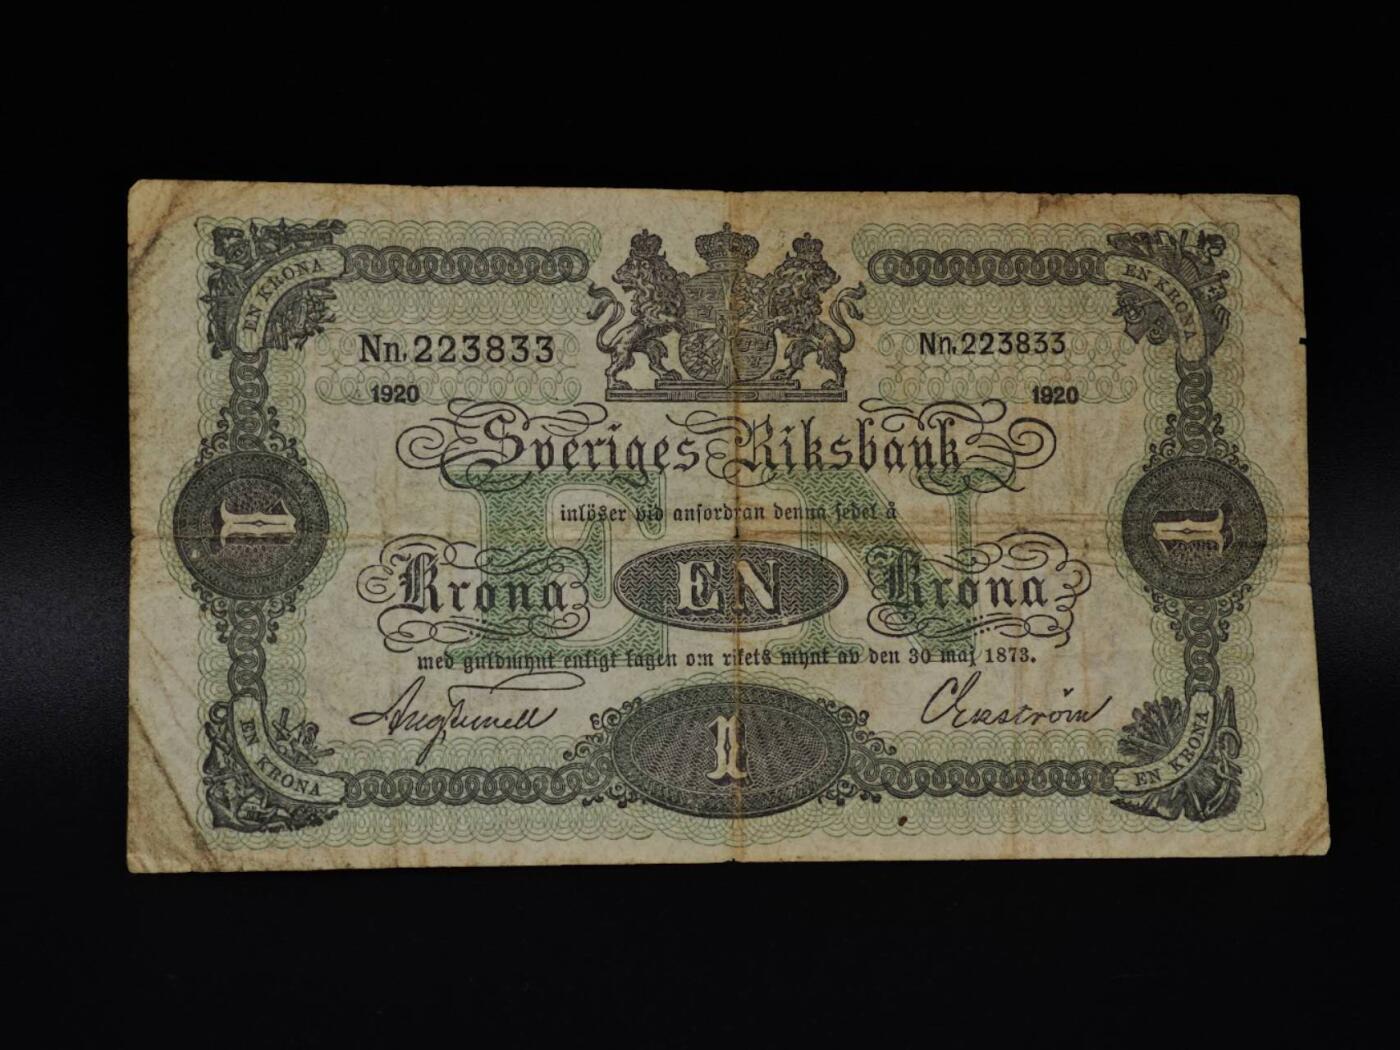 EN KRONA
EN KRONA
Nn. 223833
Nn. 223833
1920
1920
Sveriges Riksbank
inlöser vid anfordran denna sedel å
1
Krona EN Krona
1
EN
med guldmynt enligt lagen om rikets mynt av den 30 maj 1873.
Ekström
EN KRONA
1
EN KRONA